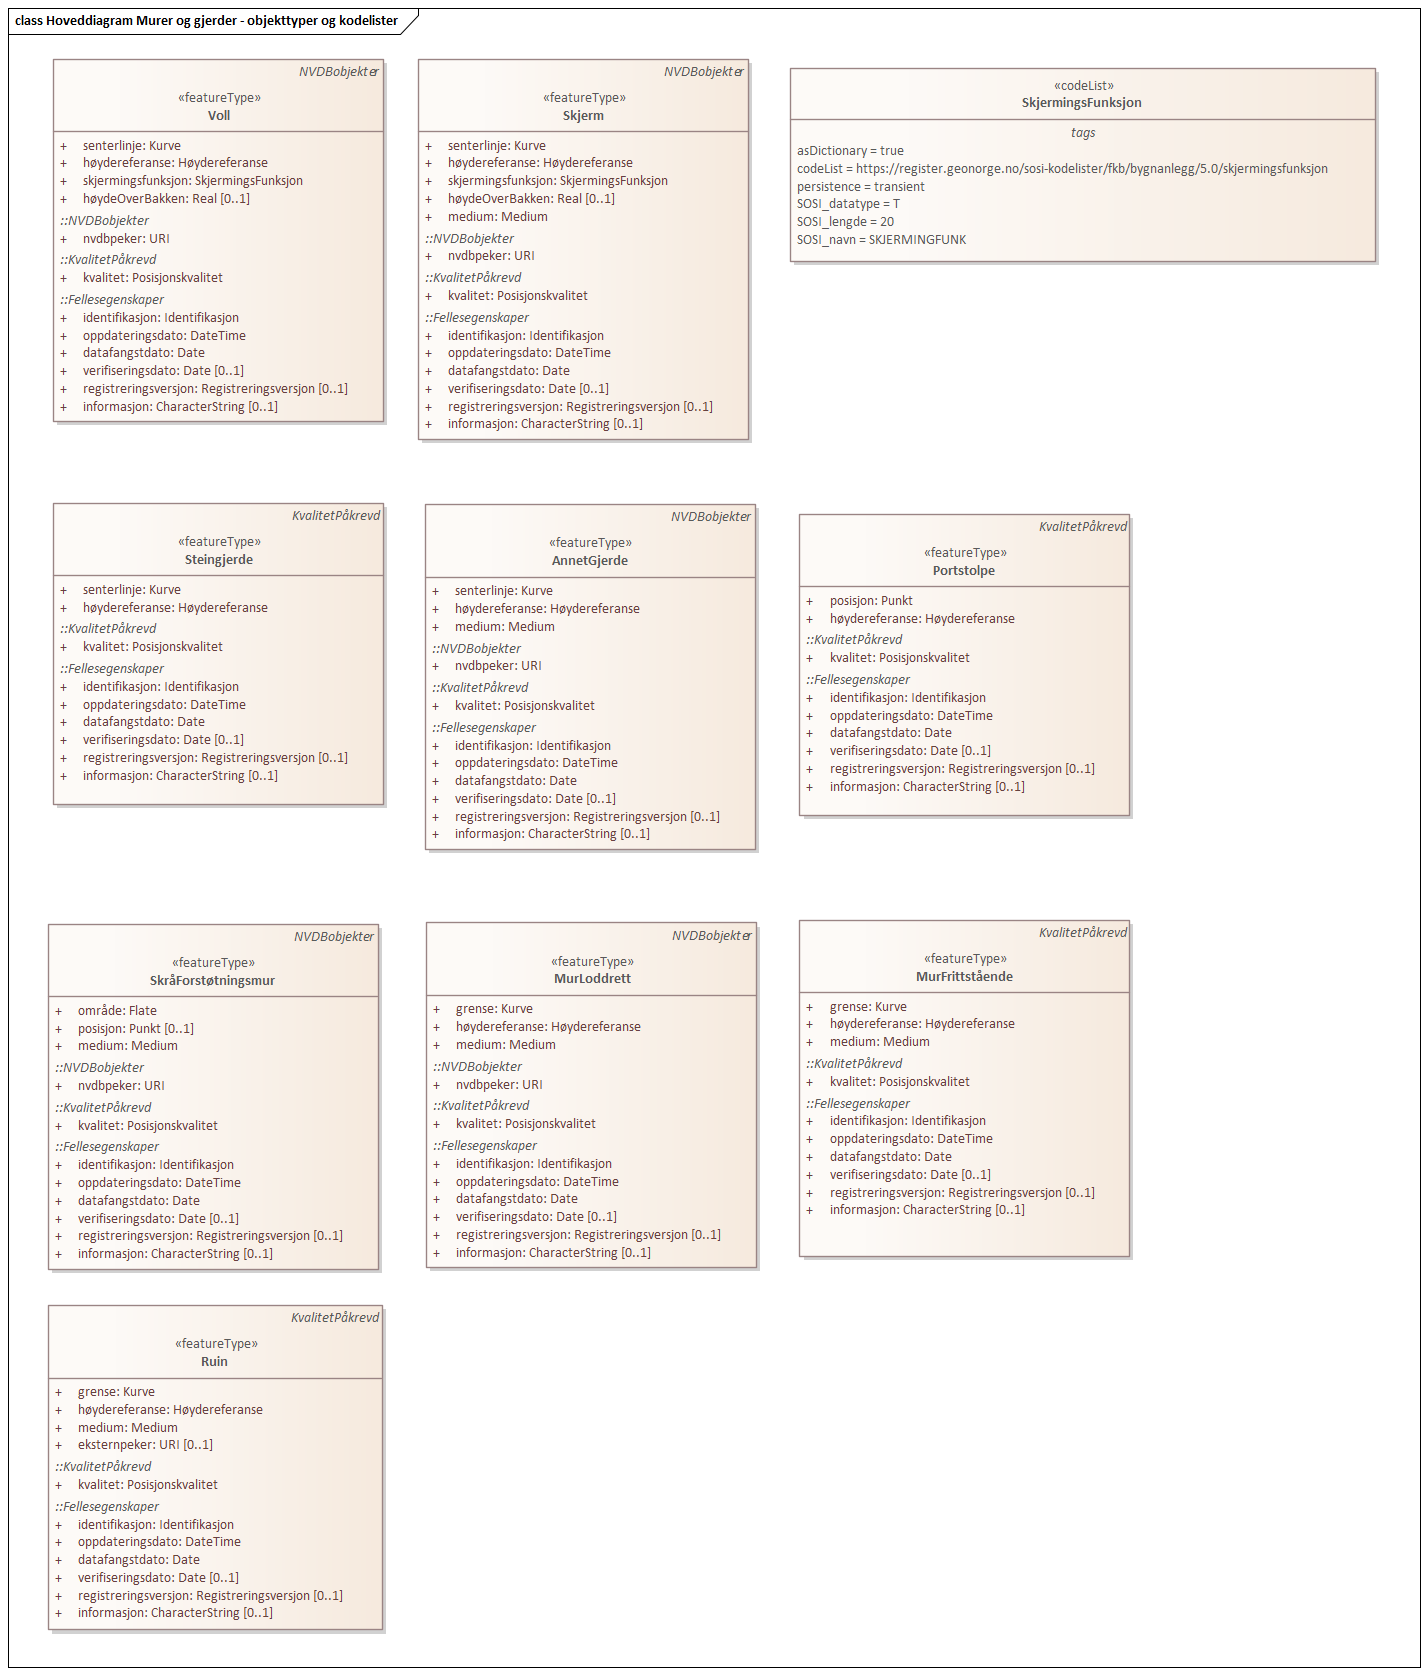 class Hoveddiagram Murer og gjerder - objekttyper og kodelister
NVDBobjekter
«featureType»
Voll
+ senterlinje: Kurve
+ høydereferanse: Høydereferanse
+ skjermingsfunksjon: SkjermingsFunksjon
+ høydeOverBakken: Real [0..1]
::NVDBobjekter
+ nvdbpeker: URI
::KvalitetPåkrevd
+ kvalitet: Posisjonskvalitet
::Fellesegenskaper
+ identifikasjon: Identifikasjon
+ oppdateringsdato: DateTime
+ datafangstdato: Date
+ verifiseringsdato: Date [0..1]
+ registreringsversjon: Registreringsversjon [0..1]
+ informasjon: CharacterString [0..1]
NVDBobjekter
«featureType»
Skjerm
+ senterlinje: Kurve
+ høydereferanse: Høydereferanse
+ skjermingsfunksjon: SkjermingsFunksjon
+ høydeOverBakken: Real [0..1]
+ medium: Medium
::NVDBobjekter
+ nvdbpeker: URI
::KvalitetPåkrevd
+ kvalitet: Posisjonskvalitet
::Fellesegenskaper
+ identifikasjon: Identifikasjon
+ oppdateringsdato: DateTime
+ datafangstdato: Date
+ verifiseringsdato: Date [0..1]
+ registreringsversjon: Registreringsversjon [0..1]
+ informasjon: CharacterString [0..1]
«codeList»
SkjermingsFunksjon
tags
asDictionary = true
codeList = https://register.geonorge.no/sosi-kodelister/fkb/bygnanlegg/5.0/skjermingsfunksjon
persistence = transient
SOSI_datatype = T
SOSI_lengde = 20
SOSI_navn = SKJERMINGFUNK
KvalitetPåkrevd
«featureType»
Steingjerde
+ senterlinje: Kurve
+ høydereferanse: Høydereferanse
::KvalitetPåkrevd
+ kvalitet: Posisjonskvalitet
::Fellesegenskaper
+ identifikasjon: Identifikasjon
+ oppdateringsdato: DateTime
+ datafangstdato: Date
+ verifiseringsdato: Date [0..1]
+ registreringsversjon: Registreringsversjon [0..1]
+ informasjon: CharacterString [0..1]
NVDBobjekter
«featureType»
AnnetGjerde
+ senterlinje: Kurve
+ høydereferanse: Høydereferanse
+ medium: Medium
::NVDBobjekter
+ nvdbpeker: URI
::KvalitetPåkrevd
+ kvalitet: Posisjonskvalitet
::Fellesegenskaper
+ identifikasjon: Identifikasjon
+ oppdateringsdato: DateTime
+ datafangstdato: Date
+ verifiseringsdato: Date [0..1]
+ registreringsversjon: Registreringsversjon [0..1]
+ informasjon: CharacterString [0..1]
KvalitetPåkrevd
«featureType»
Portstolpe
+ posisjon: Punkt
+ høydereferanse: Høydereferanse
::KvalitetPåkrevd
+ kvalitet: Posisjonskvalitet
::Fellesegenskaper
+ identifikasjon: Identifikasjon
+ oppdateringsdato: DateTime
+ datafangstdato: Date
+ verifiseringsdato: Date [0..1]
+ registreringsversjon: Registreringsversjon [0..1]
+ informasjon: CharacterString [0..1]
NVDBobjekter
«featureType»
SkråForstøtningsmur
+ område: Flate
+ posisjon: Punkt [0..1]
+ medium: Medium
::NVDBobjekter
+ nvdbpeker: URI
::KvalitetPåkrevd
+ kvalitet: Posisjonskvalitet
::Fellesegenskaper
+ identifikasjon: Identifikasjon
+ oppdateringsdato: DateTime
+ datafangstdato: Date
+ verifiseringsdato: Date [0..1]
+ registreringsversjon: Registreringsversjon [0..1]
+ informasjon: CharacterString [0..1]
NVDBobjekter
«featureType»
MurLoddrett
+ grense: Kurve
+ høydereferanse: Høydereferanse
+ medium: Medium
::NVDBobjekter
+ nvdbpeker: URI
::KvalitetPåkrevd
+ kvalitet: Posisjonskvalitet
::Fellesegenskaper
+ identifikasjon: Identifikasjon
+ oppdateringsdato: DateTime
+ datafangstdato: Date
+ verifiseringsdato: Date [0..1]
+ registreringsversjon: Registreringsversjon [0..1]
+ informasjon: CharacterString [0..1]
KvalitetPåkrevd
«featureType»
MurFrittstående
+ grense: Kurve
+ høydereferanse: Høydereferanse
+ medium: Medium
::KvalitetPåkrevd
+ kvalitet: Posisjonskvalitet
::Fellesegenskaper
+ identifikasjon: Identifikasjon
+ oppdateringsdato: DateTime
+ datafangstdato: Date
+ verifiseringsdato: Date [0..1]
+ registreringsversjon: Registreringsversjon [0..1]
+ informasjon: CharacterString [0..1]
KvalitetPåkrevd
«featureType»
Ruin
+ grense: Kurve
+ høydereferanse: Høydereferanse
+ medium: Medium
+ eksternpeker: URI [0..1]
::KvalitetPåkrevd
+ kvalitet: Posisjonskvalitet
::Fellesegenskaper
+ identifikasjon: Identifikasjon
+ oppdateringsdato: DateTime
+ datafangstdato: Date
+ verifiseringsdato: Date [0..1]
+ registreringsversjon: Registreringsversjon [0..1]
+ informasjon: CharacterString [0..1]